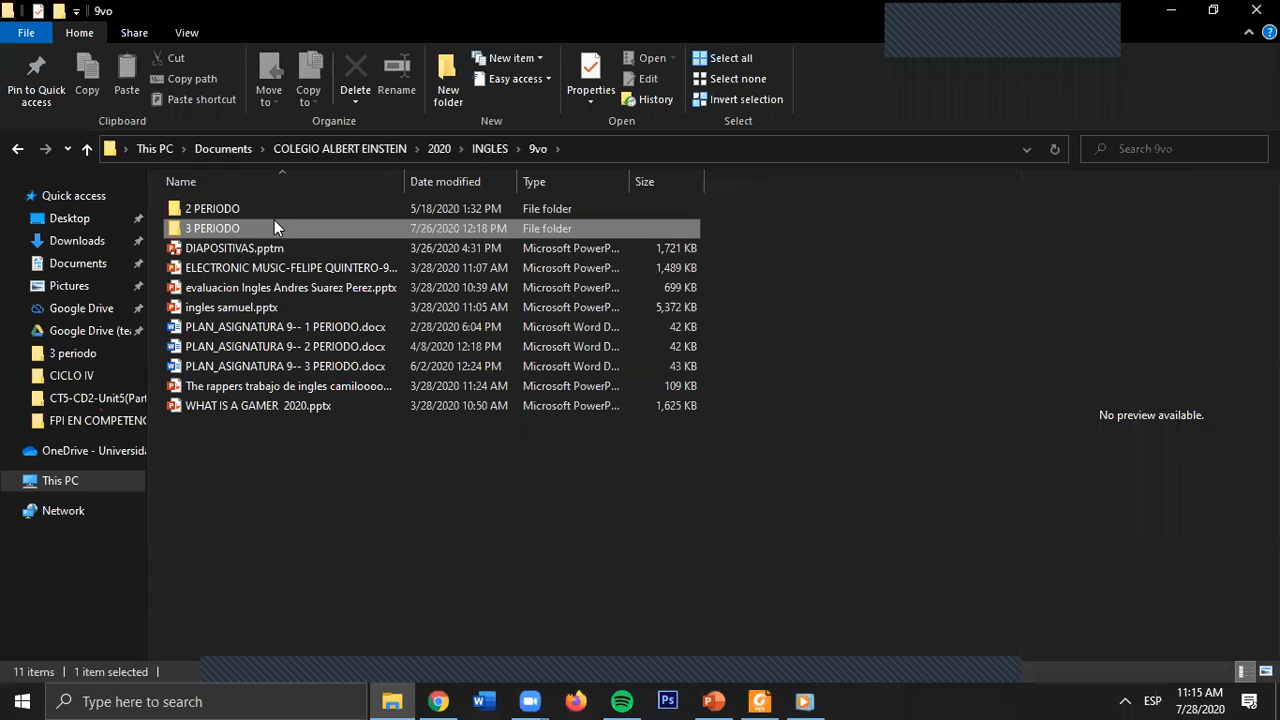 9vo
File Home Share View
Pin to Quick access
Copy
Paste
Cut
Copy path
Paste shortcut
Move to
Copy to
Delete
Rename
New folder
New item
Easy access
Properties
Open
Edit
History
Select all
Select none
Invert selection
Clipboard Organize New Open Select
This PC > Documents > COLEGIO ALBERT EINSTEIN > 2020 > INGLES > 9vo >
Search 9vo
Name Date modified Type Size
2 PERIODO 5/18/2020 1:32 PM File folder
3 PERIODO 7/26/2020 12:18 PM File folder
DIAPOSITIVAS.pptm 3/26/2020 4:31 PM Microsoft PowerP... 1,721 KB
ELECTRONIC MUSIC-FELIPE QUINTERO-9... 3/28/2020 11:07 AM Microsoft PowerP... 1,489 KB
evaluacion Ingles Andres Suarez Perez.pptx 3/28/2020 10:39 AM Microsoft PowerP... 699 KB
ingles samuel.pptx 3/28/2020 11:05 AM Microsoft PowerP... 5,372 KB
PLAN_ASIGNATURA 9-- 1 PERIODO.docx 2/28/2020 6:04 PM Microsoft Word D... 42 KB
PLAN_ASIGNATURA 9-- 2 PERIODO.docx 4/8/2020 12:18 PM Microsoft Word D... 42 KB
PLAN_ASIGNATURA 9-- 3 PERIODO.docx 6/2/2020 12:24 PM Microsoft Word D... 43 KB
The rappers trabajo de ingles camiloooo... 3/28/2020 11:24 AM Microsoft PowerP... 109 KB
WHAT IS A GAMER 2020.pptx 3/28/2020 10:50 AM Microsoft PowerP... 1,625 KB
Quick access
Desktop
Downloads
Documents
Pictures
Google Drive
Google Drive (te
3 periodo
CICLO IV
CT5-CD2-Unit5(Part
FPI EN COMPETENC
OneDrive - Universida
This PC
Network
No preview available.
11 items 1 item selected
Type here to search
W
Ps
P
PDF
ESP
11:15 AM
7/28/2020